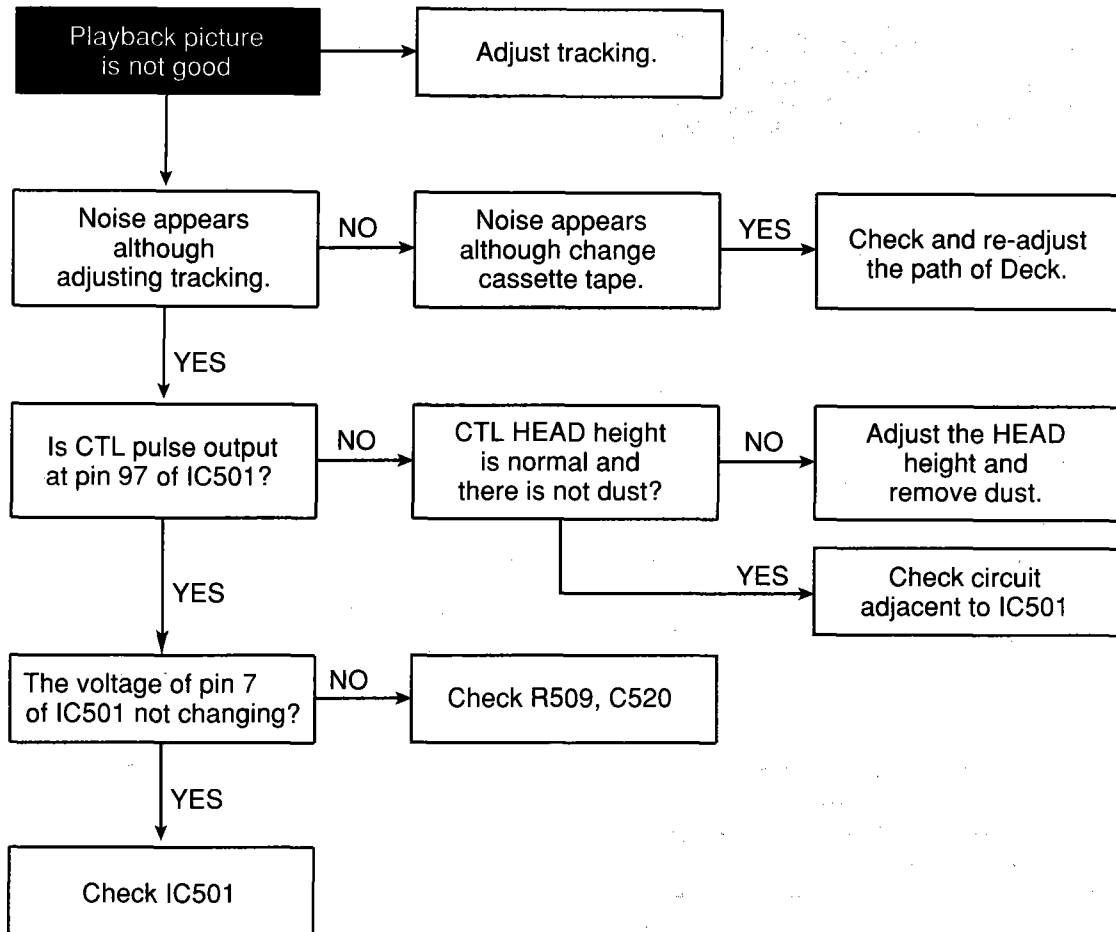 Playback picture
is not good
Adjust tracking.
Noise appears
although
adjusting tracking.
NO
Noise appears
although change
cassette tape.
YES
Check and re-adjust
the path of Deck.
YES
Is CTL pulse output
at pin 97 of IC501?
NO
CTL HEAD height
is normal and
there is not dust?
NO
Adjust the HEAD
height and
remove dust.
YES
Check circuit
adjacent to IC501
YES
The voltage of pin 7
of IC501 not changing?
NO
Check R509, C520
YES
Check IC501